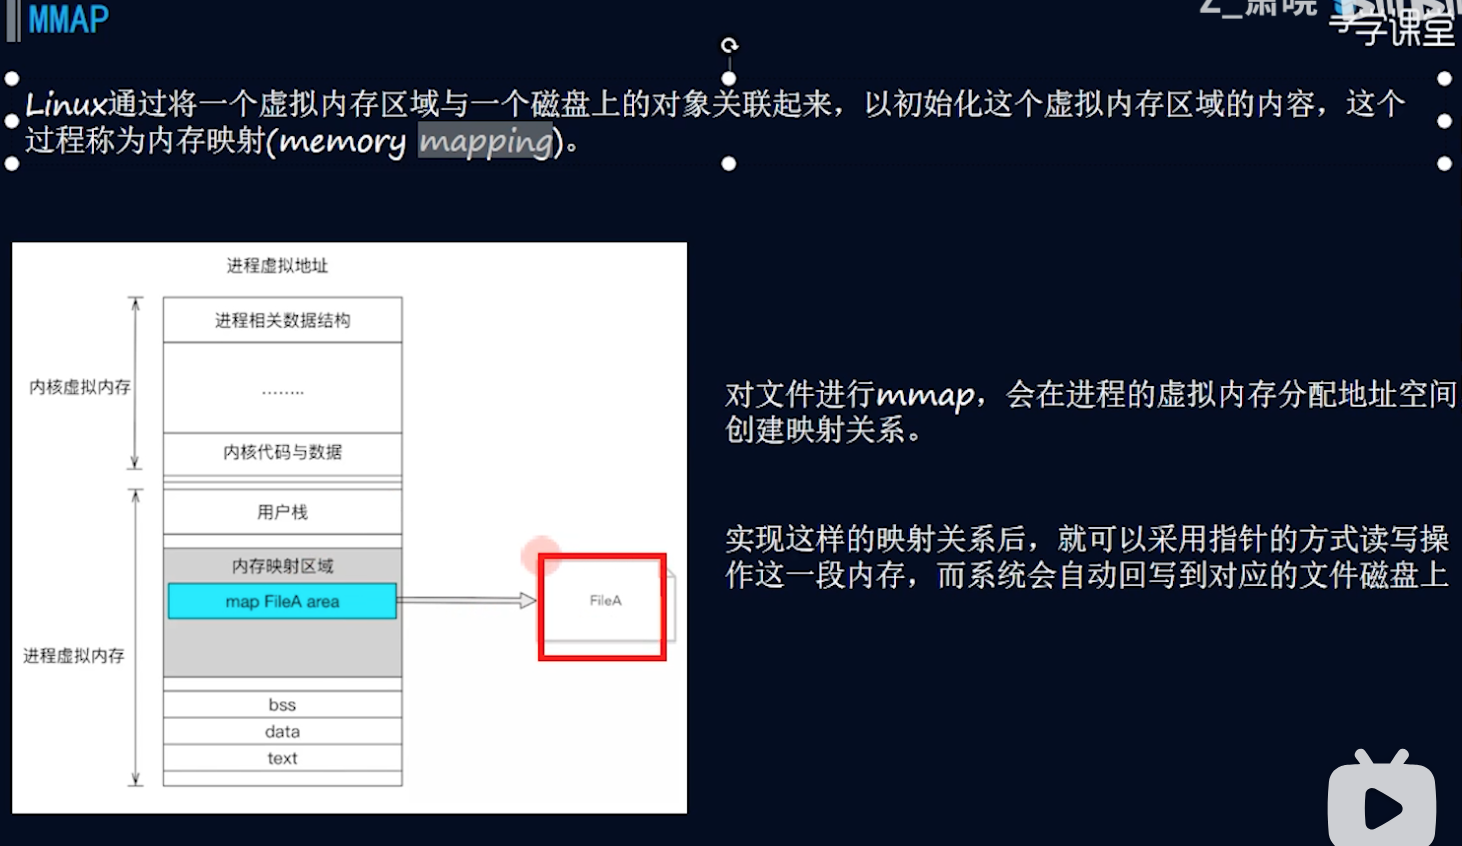 MMAP
Z_萧晓
享学课堂
Linux通过将一个虚拟内存区域与一个磁盘上的对象关联起来，以初始化这个虚拟内存区域的内容，这个
过程称为内存映射(memory mapping)。
进程虚拟地址
进程相关数据结构
内核虚拟内存
........
内核代码与数据
用户栈
内存映射区域
map FileA area
FileA
进程虚拟内存
bss
data
text
对文件进行mmap，会在进程的虚拟内存分配地址空间
创建映射关系。
实现这样的映射关系后，就可以采用指针的方式读写操
作这一段内存，而系统会自动回写到对应的文件磁盘上